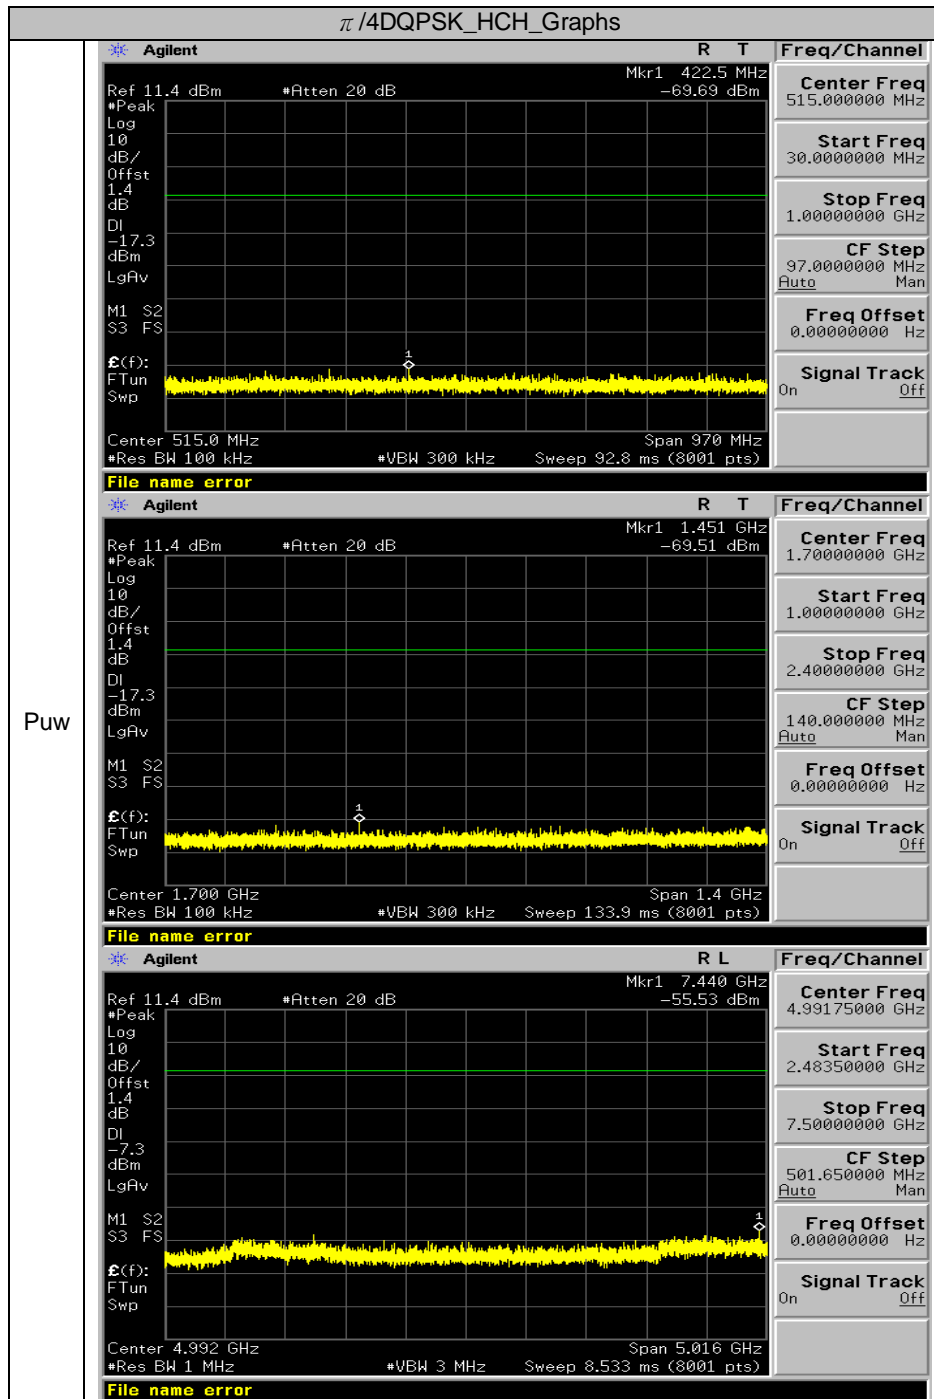 π/4DQPSK_HCH_Graphs
Puw
Agilent R T Freq/Channel
Mkr1 422.5 MHz
Ref 11.4 dBm #Atten 20 dB -69.69 dBm
#Peak
Log
10
dB/
Offst
1.4
dB
DI
-17.3
dBm
LgAv
M1 S2
S3 FS
£(f):
FTun
Swp
1
Center 515.0 MHz Span 970 MHz
#Res BW 100 kHz #VBW 300 kHz Sweep 92.8 ms (8001 pts)
File name error
Center Freq
515.000000 MHz
Start Freq
30.0000000 MHz
Stop Freq
1.00000000 GHz
CF Step
97.0000000 MHz
Auto Man
Freq Offset
0.00000000 Hz
Signal Track
On Off
Agilent R T Freq/Channel
Mkr1 1.451 GHz
Ref 11.4 dBm #Atten 20 dB -69.51 dBm
#Peak
Log
10
dB/
Offst
1.4
dB
DI
-17.3
dBm
LgAv
M1 S2
S3 FS
£(f):
FTun
Swp
1
Center 1.700 GHz Span 1.4 GHz
#Res BW 100 kHz #VBW 300 kHz Sweep 133.9 ms (8001 pts)
File name error
Center Freq
1.70000000 GHz
Start Freq
1.00000000 GHz
Stop Freq
2.40000000 GHz
CF Step
140.000000 MHz
Auto Man
Freq Offset
0.00000000 Hz
Signal Track
On Off
Agilent R L Freq/Channel
Mkr1 7.440 GHz
Ref 11.4 dBm #Atten 20 dB -55.53 dBm
#Peak
Log
10
dB/
Offst
1.4
dB
DI
-7.3
dBm
LgAv
M1 S2
S3 FS
£(f):
FTun
Swp
1
Center 4.992 GHz Span 5.016 GHz
#Res BW 1 MHz #VBW 3 MHz Sweep 8.533 ms (8001 pts)
File name error
Center Freq
4.99175000 GHz
Start Freq
2.48350000 GHz
Stop Freq
7.50000000 GHz
CF Step
501.650000 MHz
Auto Man
Freq Offset
0.00000000 Hz
Signal Track
On Off